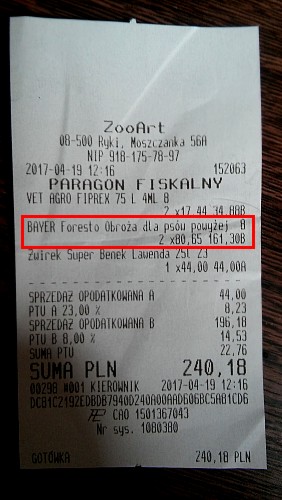 ZooArt
08-500 Ryki, Moszczanka 56A
NIP 918-175-78-97
2017-04-19 12:16 152063
PARAGON FISKALNY
VET AGRO FIPREX 75 L 4ML 8
2 x17,44 34,88B
BAYER Foresto Obroża dla psów powyżej 8
2 x80,65 161,30B
Żwirek Super Benek Lawenda 25l 23
1 x44,00 44,00A
SPRZEDAŻ OPODATKOWANA A 44,00
PTU A 23,00 % 8,23
SPRZEDAŻ OPODATKOWANA B 196,18
PTU B 8,00 % 14,53
SUMA PTU 22,76
SUMA PLN 240,18
00298 #001 KIEROWNIK 2017-04-19 12:16
CAO 1501367043
Nr sys. 1080380
GOTÓWKA 240,18 PLN